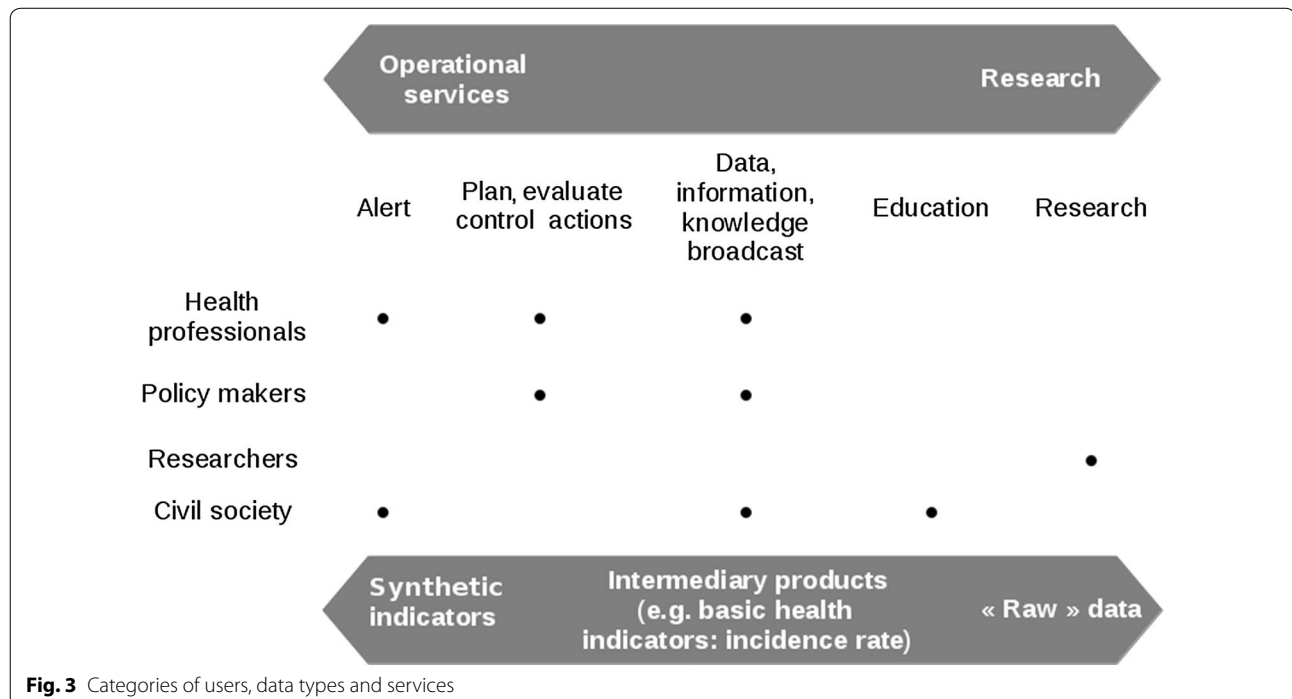 Operational
services
Research
Alert
Plan, evaluate
control actions
Data,
information,
knowledge
broadcast
Education
Research
Health
professionals
Policy makers
Researchers
Civil society
Synthetic
indicators
Intermediary products
(e.g. basic health
indicators: incidence rate)
« Raw » data
Fig. 3 Categories of users, data types and services